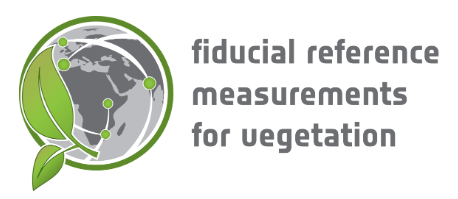 fiducial reference
measurements
for vegetation